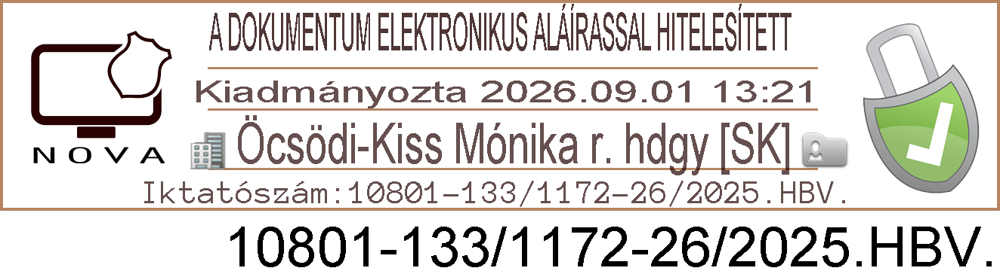 A DOKUMENTUM ELEKTRONIKUS ALÁÍRASSAL HITELESÍTETT
Kiadmányozta 2026.09.01 13:21
NOVA
Öcsödi-Kiss Mónika r. hdgy [SK]
Iktatószám:10801-133/1172-26/2025.HBV.
10801-133/1172-26/2025.HBV.